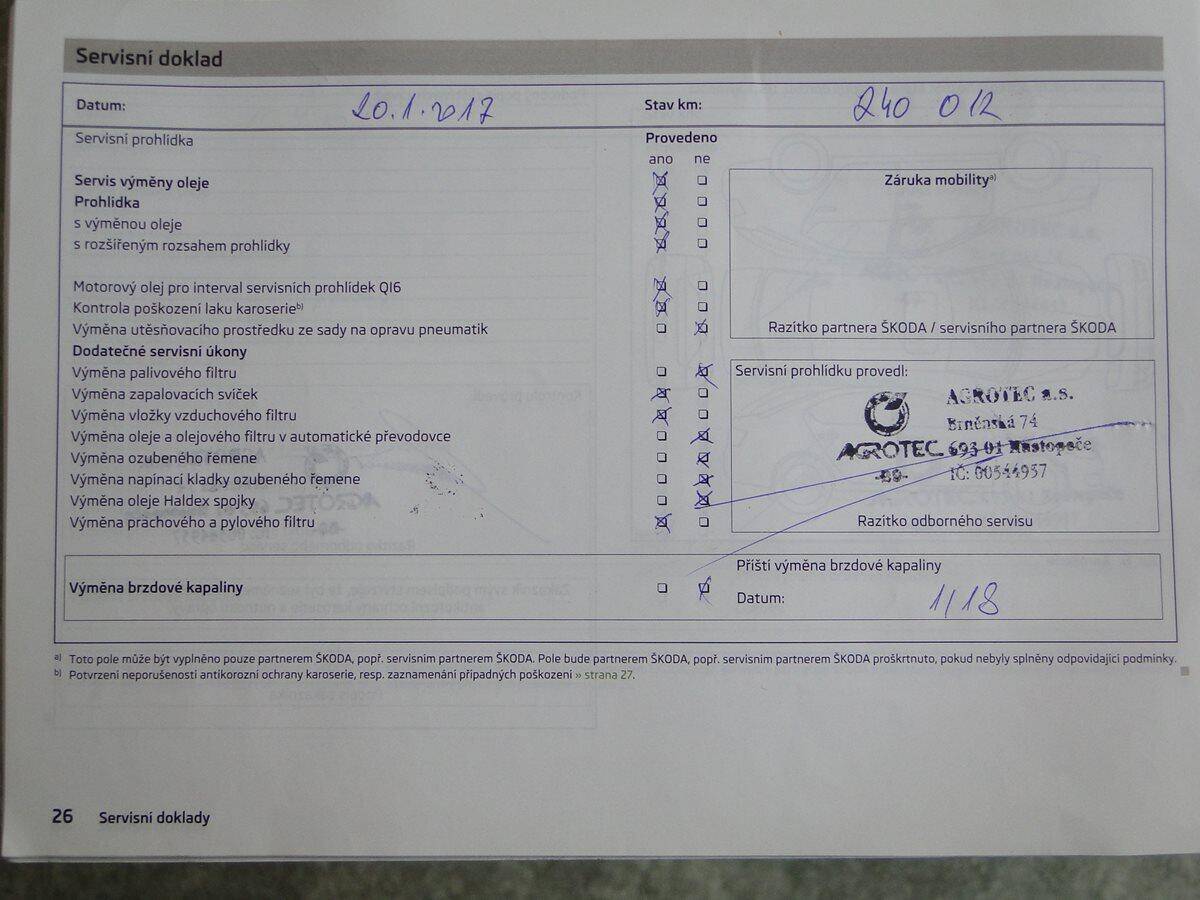 Servisní doklad
Datum: 20.1.2017 Stav km: 240 012
Servisní prohlídka Provedeno
ano ne
Servis výměny oleje Záruka mobility a)
Prohlídka
s výměnou oleje
s rozšířeným rozsahem prohlídky
Motorový olej pro interval servisních prohlídek QI6
Kontrola poškození laku karoserie b)
Výměna utěsňovacího prostředku ze sady na opravu pneumatik Razítko partnera ŠKODA / servisního partnera ŠKODA
Dodatečné servisní úkony
Výměna palivového filtru Servisní prohlídku provedl:
Výměna zapalovacích svíček AGROTEC a.s.
Výměna vložky vzduchového filtru Brněnská 74
Výměna oleje a olejového filtru v automatické převodovce AGROTEC 693 01 Hustopeče
Výměna ozubeného řemene IČ: 00544957
Výměna napínací kladky ozubeného řemene
Výměna oleje Haldex spojky
Výměna prachového a pylového filtru Razítko odborného servisu
Příští výměna brzdové kapaliny
Výměna brzdové kapaliny
Datum: 1/18
a) Toto pole může být vyplněno pouze partnerem ŠKODA, popř. servisním partnerem ŠKODA. Pole bude partnerem ŠKODA, popř. servisním partnerem ŠKODA proškrtnuto, pokud nebyly splněny odpovídající podmínky.
b) Potvrzení neporušenosti antikorozní ochrany karoserie, resp. zaznamenání případných poškození » strana 27.
26 Servisní doklady